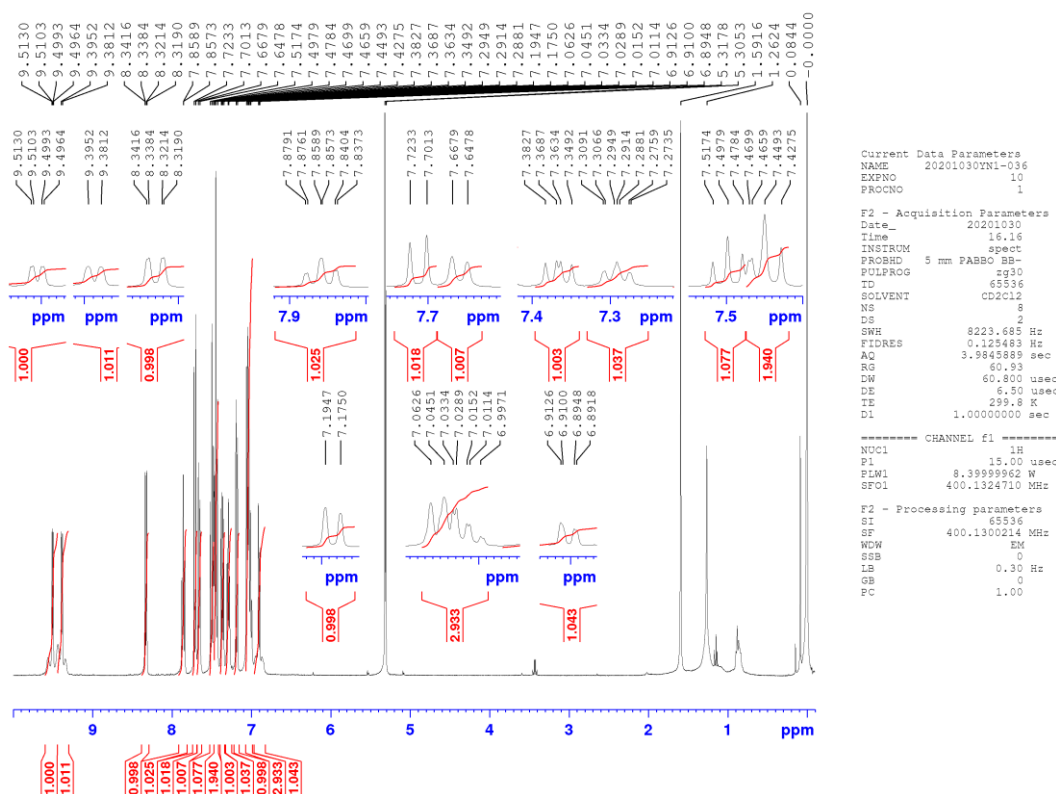 9.5130
9.5103
9.4993
9.4964
9.3952
9.3812
8.3416
8.3384
8.3214
8.3190
7.8589
7.8573
7.7233
7.7013
7.6679
7.6478
7.5174
7.4979
7.4784
7.4699
7.4659
7.4493
7.4275
7.3827
7.3687
7.3634
7.3492
7.2949
7.2914
7.2881
7.1947
7.1750
7.0626
7.0451
7.0334
7.0289
7.0152
7.0114
6.9126
6.9100
6.8948
5.3178
5.3053
1.5916
1.2624
0.0844
-0.0000
9.5130
9.5103
9.4993
9.4964
9.3952
9.3812
8.3416
8.3384
8.3214
8.3190
7.8791
7.8761
7.8589
7.8573
7.8404
7.8373
7.7233
7.7013
7.6679
7.6478
7.3827
7.3687
7.3634
7.3492
7.3091
7.3066
7.2949
7.2914
7.2881
7.2759
7.2735
7.5174
7.4979
7.4784
7.4699
7.4659
7.4493
7.4275
ppm ppm ppm 7.9 ppm 7.7 ppm 7.4 7.3 ppm 7.5 ppm
1.000 1.011 0.998 1.025 1.018 1.007 1.003 1.037 1.077 1.940
7.1947
7.1750
7.0626
7.0451
7.0334
7.0289
7.0152
7.0114
6.9971
6.9126
6.9100
6.8948
6.8918
ppm ppm ppm
0.998 2.933 1.043
9 8 7 6 5 4 3 2 1 ppm
1.000 1.011 0.998 1.025 1.018 1.007 1.077 1.940 1.003 1.037 0.998 2.933 1.043
Current Data Parameters
NAME 20201030YN1-036
EXPNO 10
PROCNO 1
F2 - Acquisition Parameters
Date_ 20201030
Time 16.16
INSTRUM spect
PROBHD 5 mm PABBO BB-
PULPROG zg30
TD 65536
SOLVENT CD2Cl2
NS 8
DS 2
SWH 8223.685 Hz
FIDRES 0.125483 Hz
AQ 3.9845889 sec
RG 60.93
DW 60.800 usec
DE 6.50 usec
TE 299.8 K
D1 1.00000000 sec
======== CHANNEL f1 ========
NUC1 1H
P1 15.00 usec
PLW1 8.39999962 W
SFO1 400.1324710 MHz
F2 - Processing parameters
SI 65536
SF 400.1300214 MHz
WDW EM
SSB 0
LB 0.30 Hz
GB 0
PC 1.00